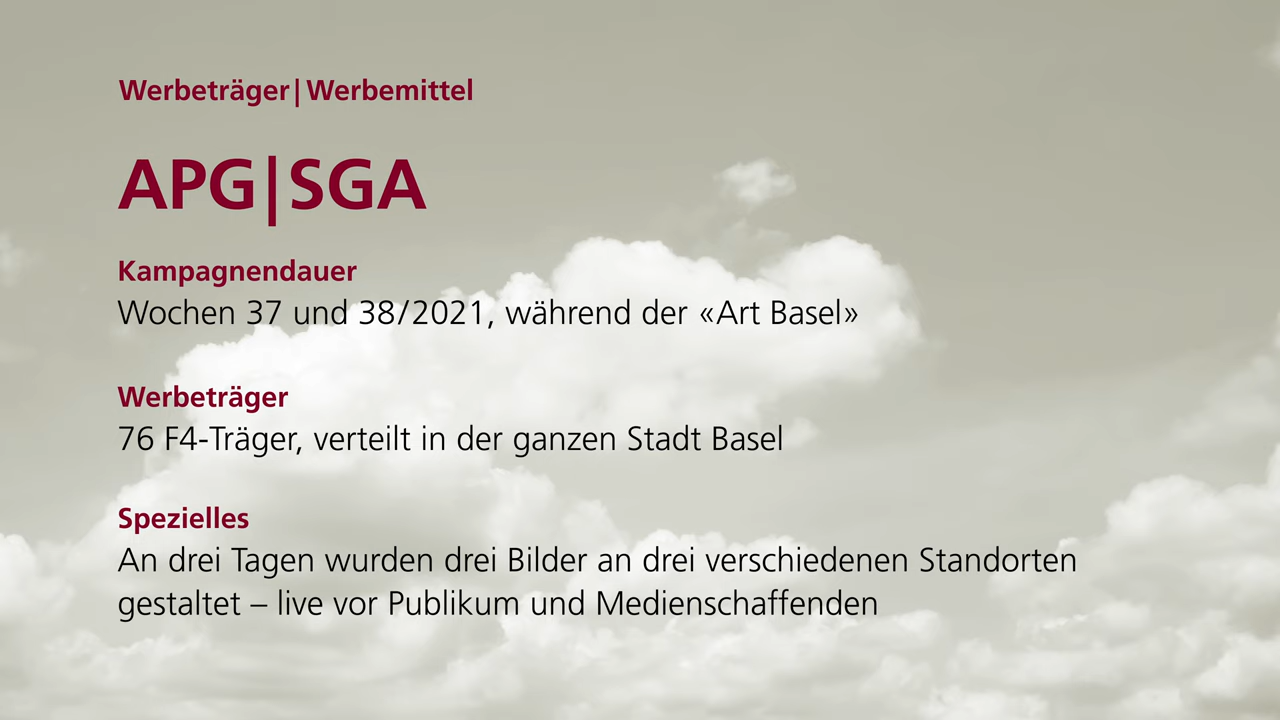 Werbeträger|Werbemittel
APG|SGA
Kampagnendauer
Wochen 37 und 38/2021, während der «Art Basel»
Werbeträger
76 F4-Träger, verteilt in der ganzen Stadt Basel
Spezielles
An drei Tagen wurden drei Bilder an drei verschiedenen Standorten
gestaltet – live vor Publikum und Medienschaffenden